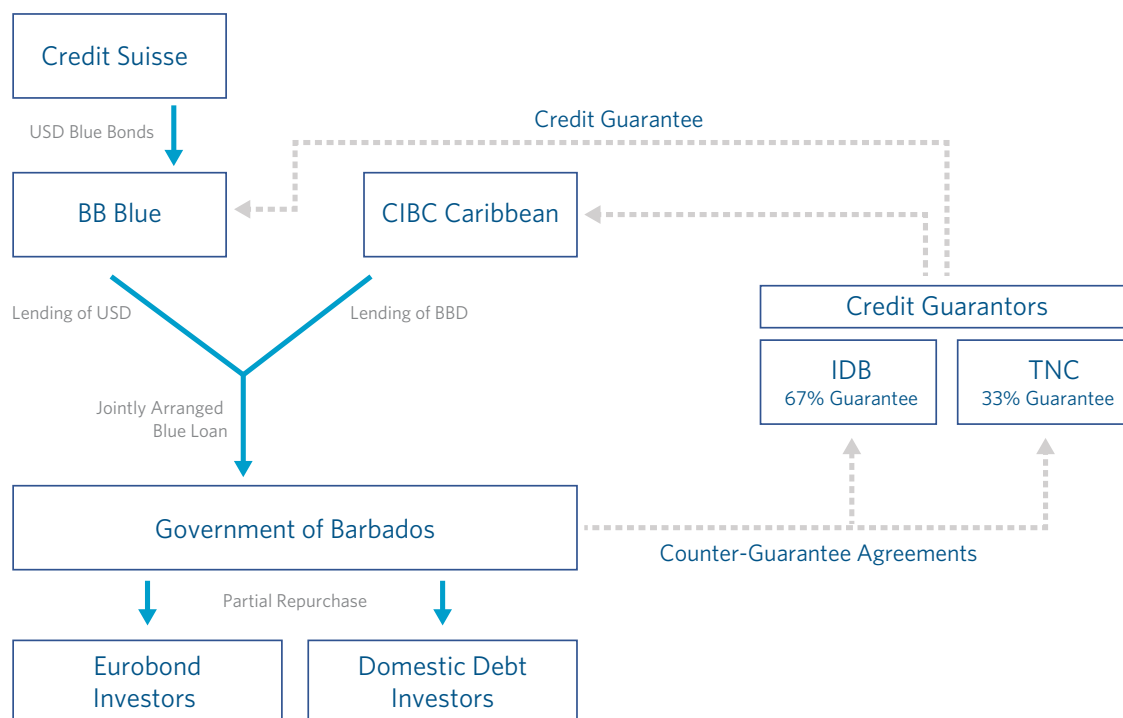 Credit Suisse
USD Blue Bonds
Credit Guarantee
BB Blue
CIBC Caribbean
Lending of USD
Lending of BBD
Credit Guarantors
IDB
67% Guarantee
TNC
33% Guarantee
Jointly Arranged
Blue Loan
Government of Barbados
Counter-Guarantee Agreements
Partial Repurchase
Eurobond
Investors
Domestic Debt
Investors